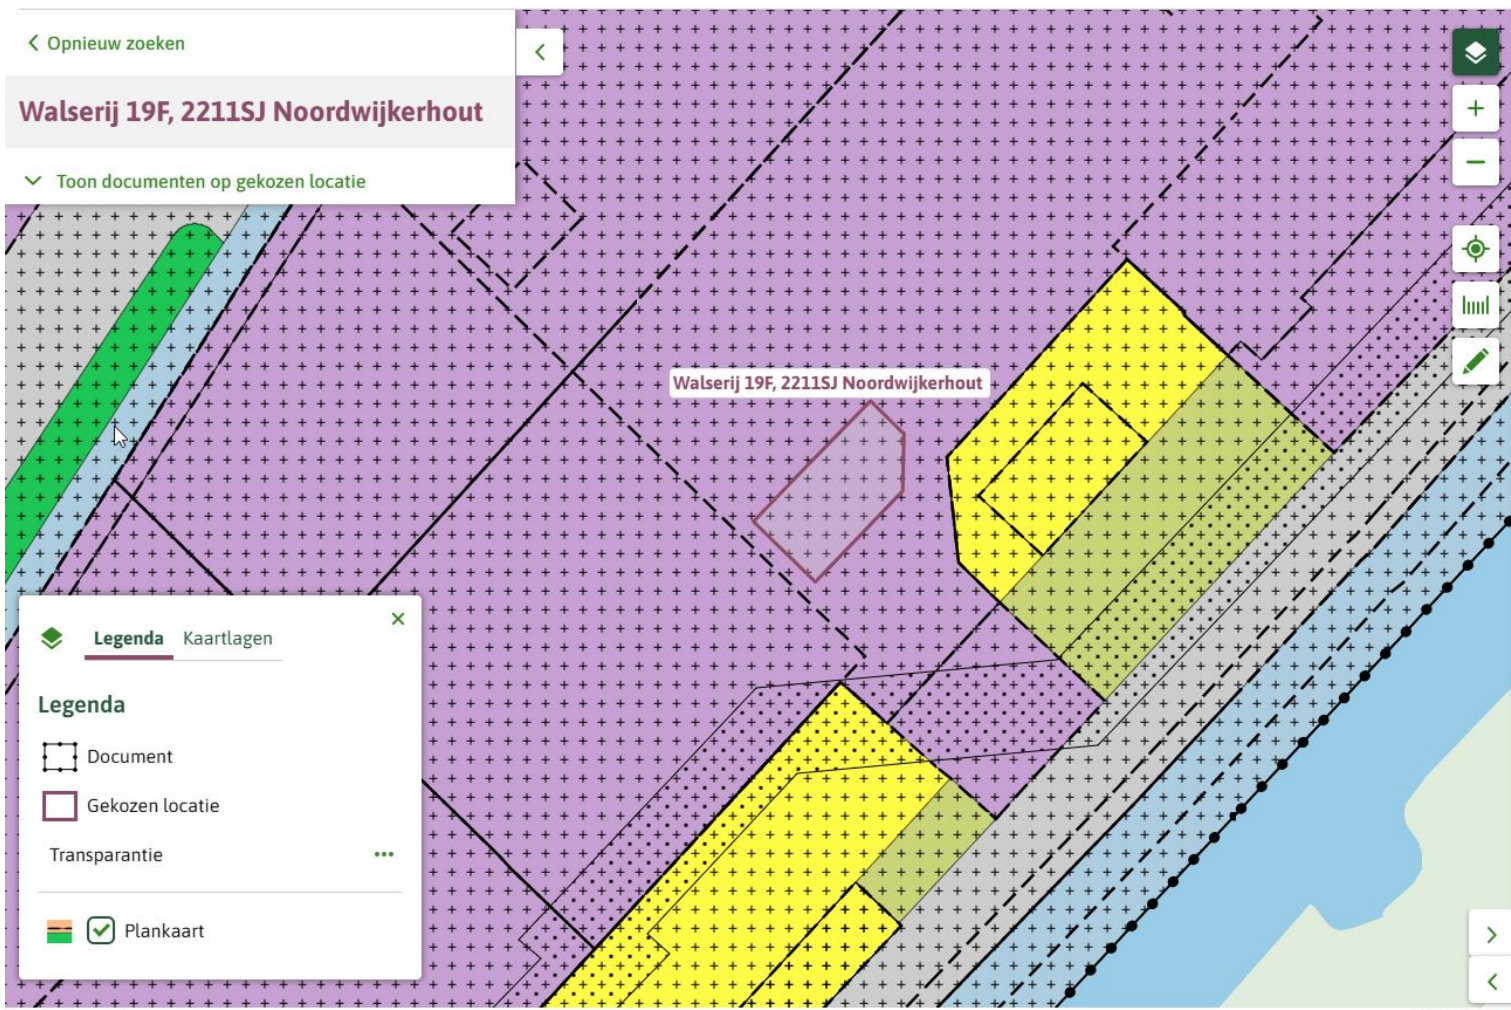 Opnieuw zoeken
Walserij 19F, 2211SJ Noordwijkerhout
Toon documenten op gekozen locatie
Walserij 19F, 2211SJ Noordwijkerhout
Legenda Kaartlagen
Legenda
Document
Gekozen locatie
Transparantie
Plankaart